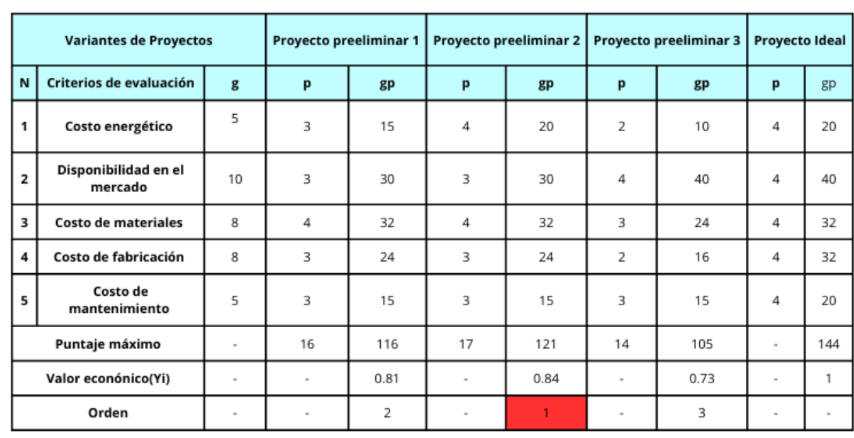 Variantes de Proyectos Proyecto preeliminar 1 Proyecto preeliminar 2 Proyecto preeliminar 3 Proyecto Ideal
N Criterios de evaluación g p gp p gp p gp p gp
1 Costo energético 5 3 15 4 20 2 10 4 20
2 Disponibilidad en el mercado 10 3 30 3 30 4 40 4 40
3 Costo de materiales 8 4 32 4 32 3 24 4 32
4 Costo de fabricación 8 3 24 3 24 2 16 4 32
5 Costo de mantenimiento 5 3 15 3 15 3 15 4 20
Puntaje máximo - 16 116 17 121 14 105 - 144
Valor económico(Yi) - - 0.81 - 0.84 - 0.73 - 1
Orden - - 2 - 1 - 3 - -